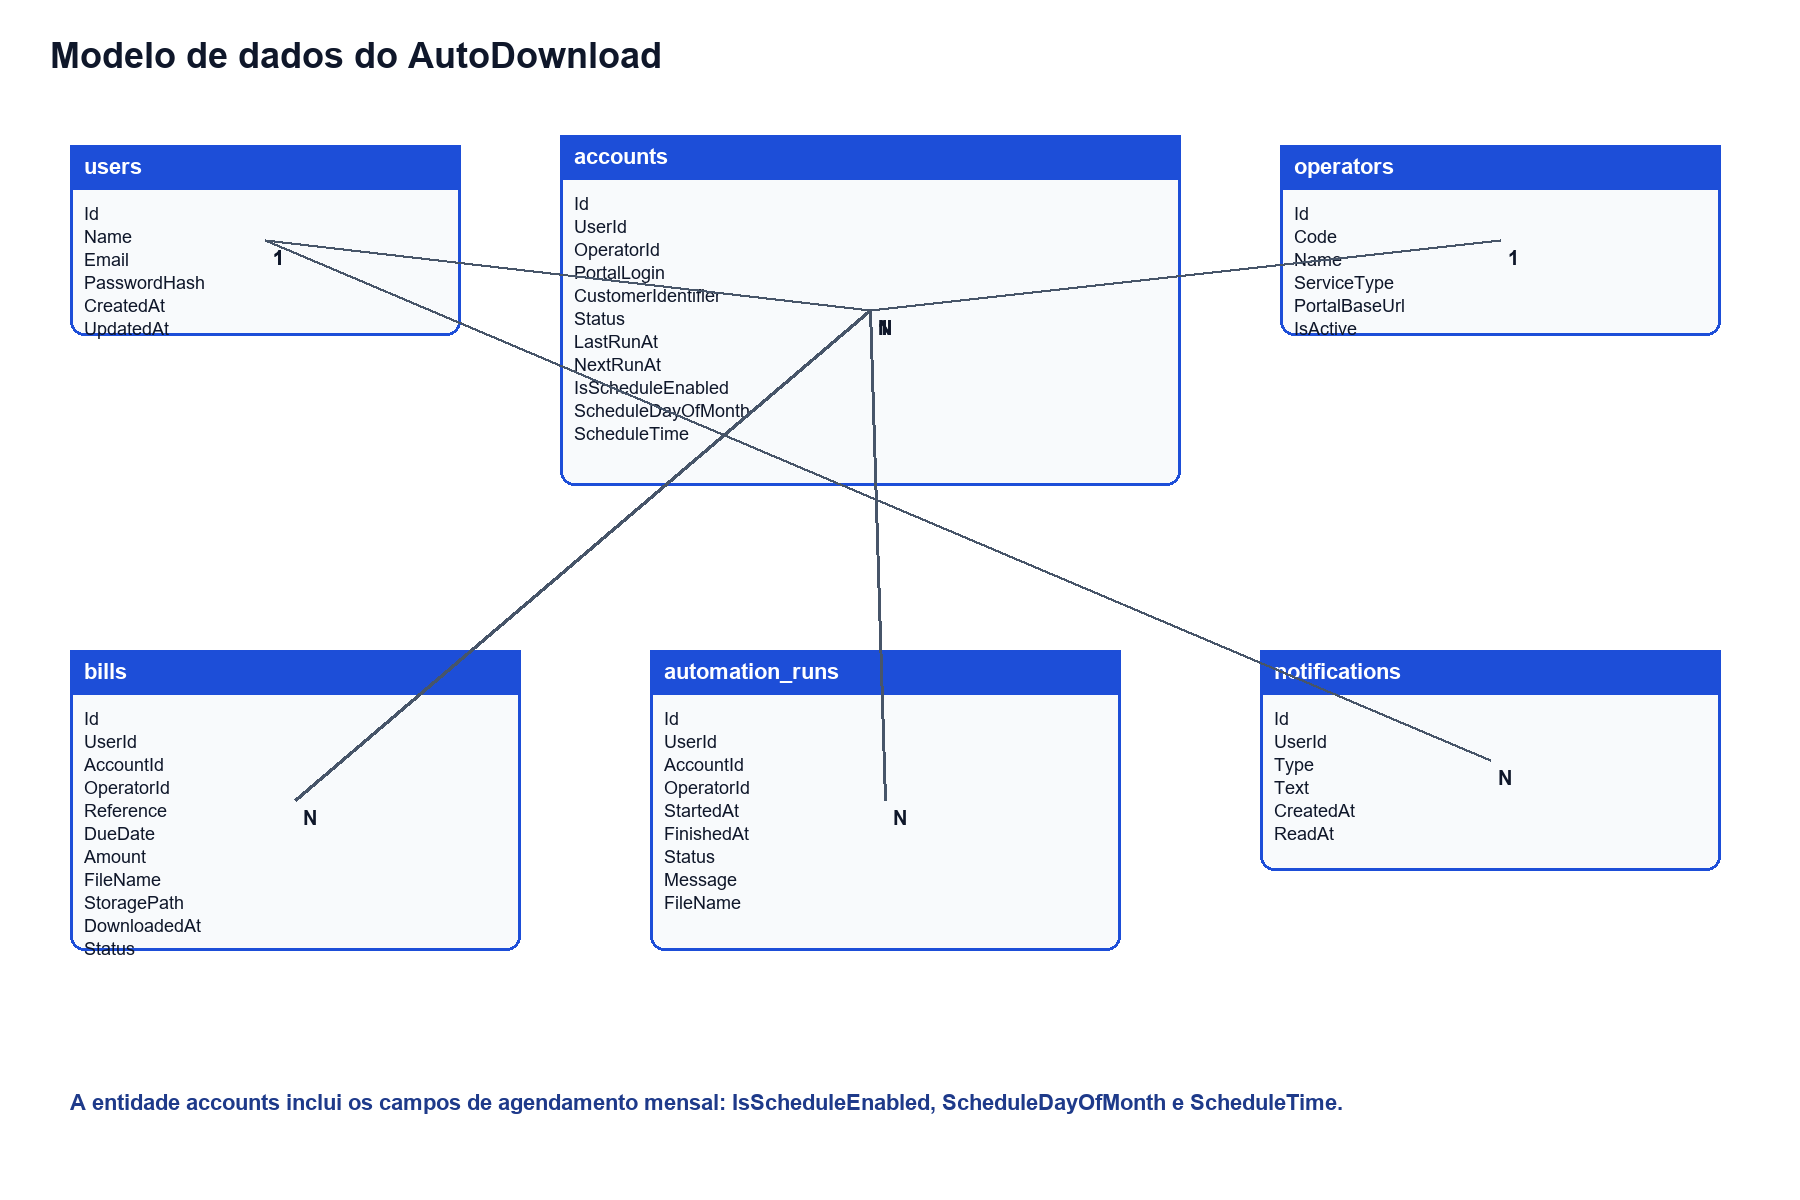 Modelo de dados do AutoDownload
users
Id
Name
Email
PasswordHash
CreatedAt
UpdatedAt
1
accounts
Id
UserId
OperatorId
PortalLogin
CustomerIdentifier
Status
LastRunAt
NextRunAt
IsScheduleEnabled
ScheduleDayOfMonth
ScheduleTime
N
operators
Id
Code
Name
ServiceType
PortalBaseUrl
IsActive
1
bills
Id
UserId
AccountId
OperatorId
Reference
DueDate
Amount
FileName
StoragePath
DownloadedAt
Status
N
automation_runs
Id
UserId
AccountId
OperatorId
StartedAt
FinishedAt
Status
Message
FileName
N
notifications
Id
UserId
Type
Text
CreatedAt
ReadAt
N
A entidade accounts inclui os campos de agendamento mensal: IsScheduleEnabled, ScheduleDayOfMonth e ScheduleTime.